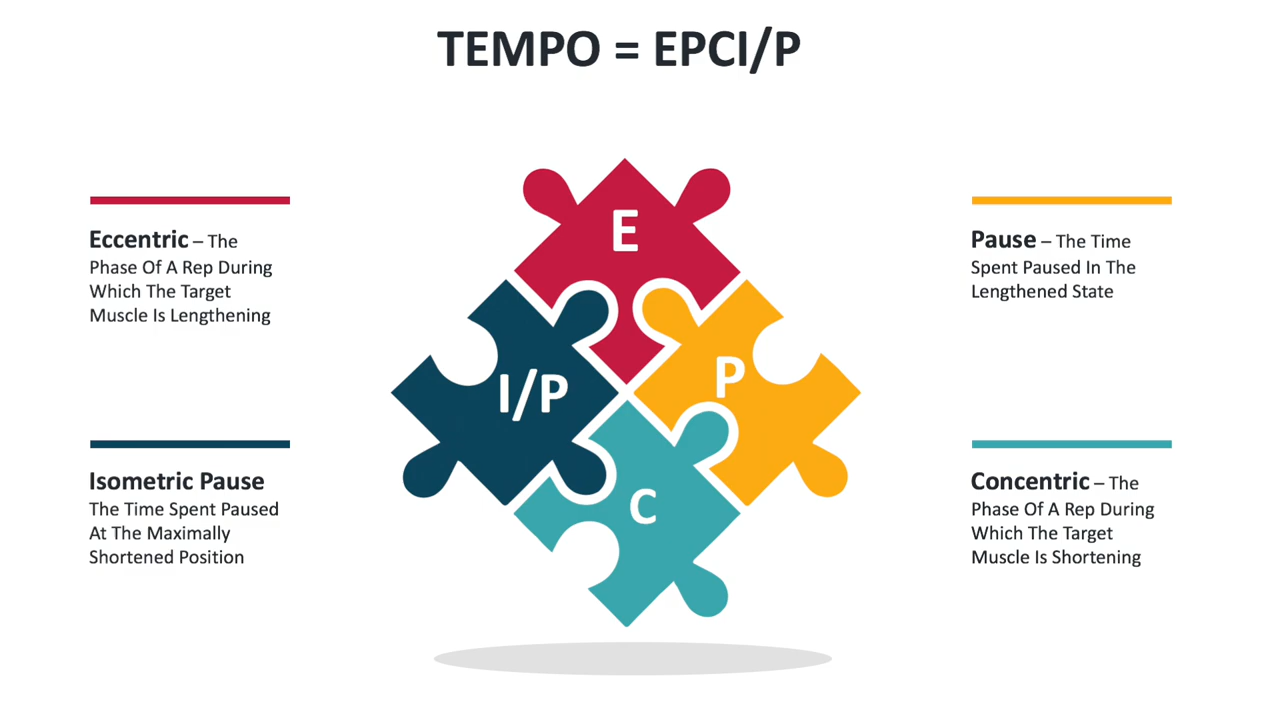 TEMPO = EPCI/P
Eccentric – The
Phase Of A Rep During
Which The Target
Muscle Is Lengthening
Pause – The Time
Spent Paused In The
Lengthened State
E
I/P
P
C
Isometric Pause
The Time Spent Paused
At The Maximally
Shortened Position
Concentric – The
Phase Of A Rep During
Which The Target
Muscle Is Shortening